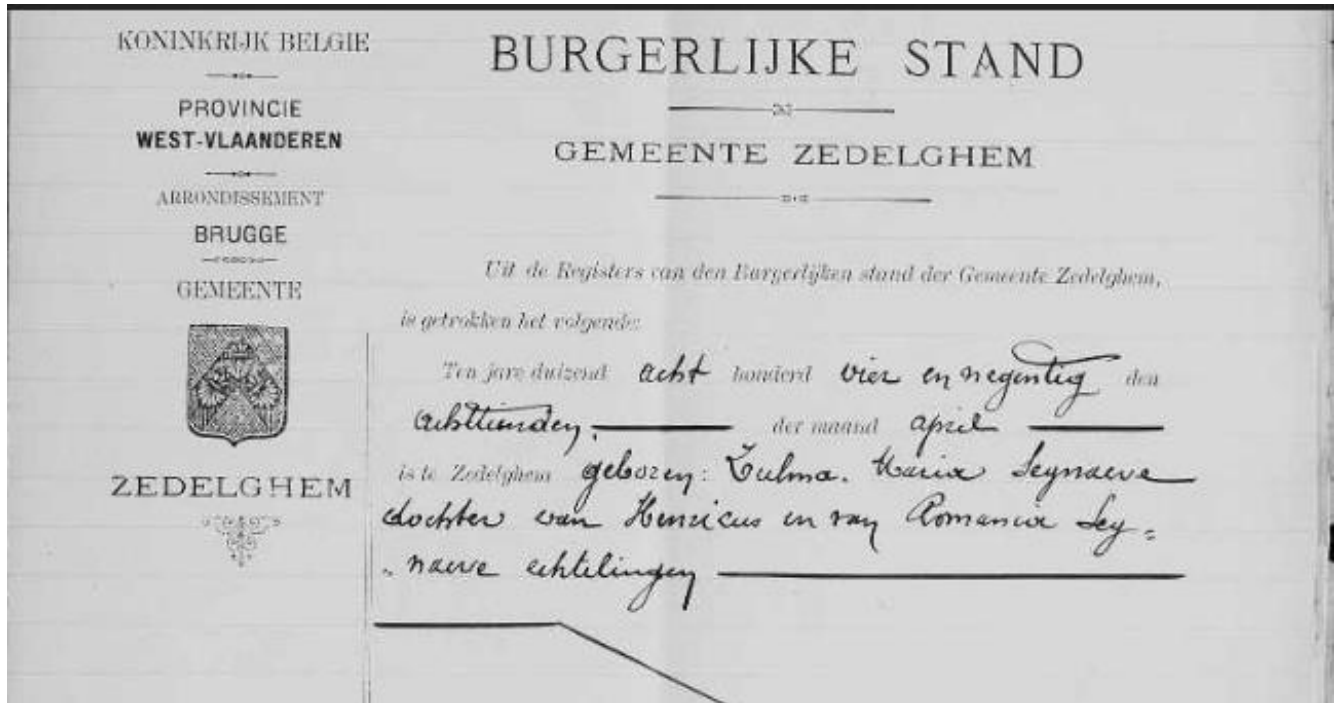 KONINKRIJK BELGIE
PROVINCIE
WEST-VLAANDEREN
ARRONDISSEMENT
BRUGGE
GEMEENTE
ZEDELGHEM
BURGERLIJKE STAND
GEMEENTE ZEDELGHEM
Uit de Registers van den Burgerlijken stand der Gemeente Zedelghem,
is getrokken het volgende:
Ten jare duizend acht honderd vier en negentig den
achttienden, der maand april
is te Zedelghem geboren: Zulma. Maria Seynaeve
dochter van Henricus en van Romania Sey=
„ naeve echtelingen